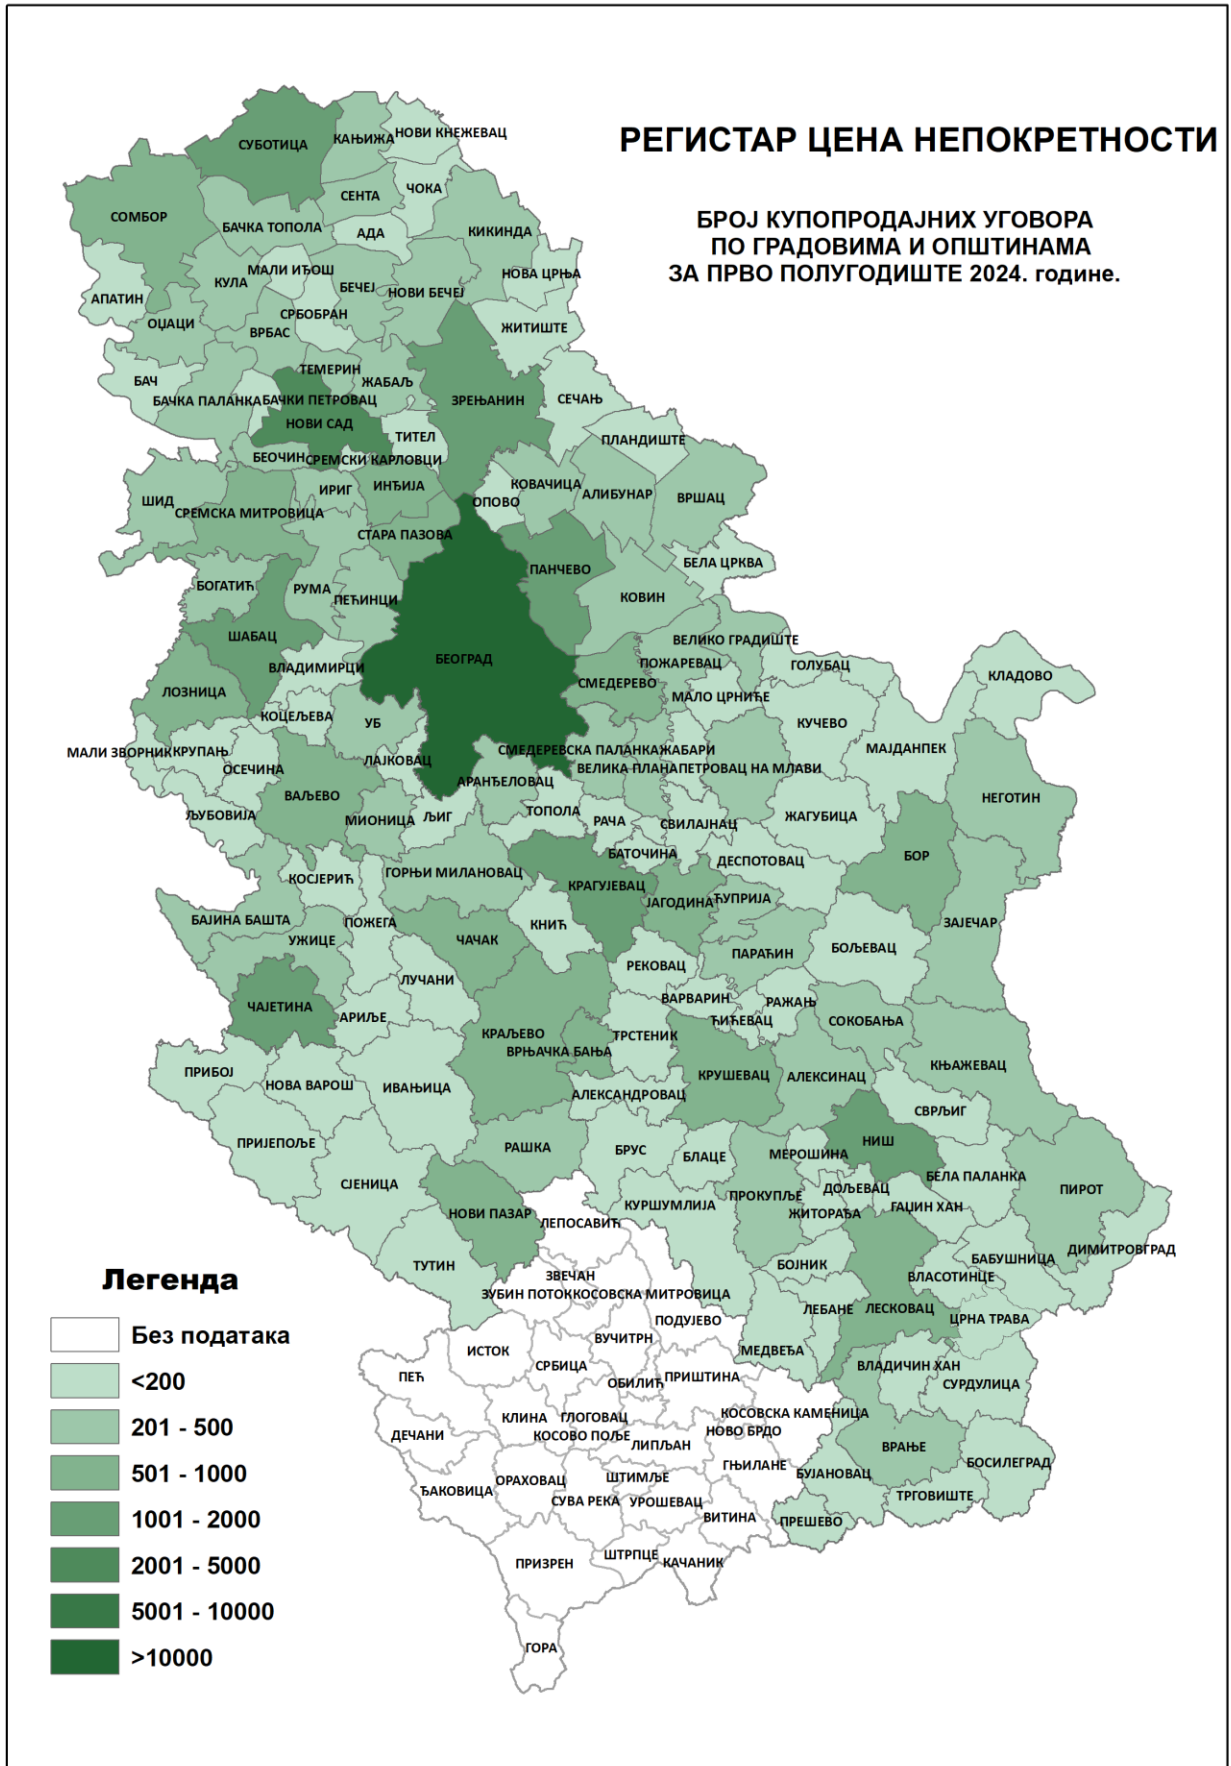 РЕГИСТАР ЦЕНА НЕПОКРЕТНОСТИ
БРОЈ КУПОПРОДАЈНИХ УГОВОРА
ПО ГРАДОВИМА И ОПШТИНАМА
ЗА ПРВО ПОЛУГОДИШТЕ 2024. године.
СУБОТИЦА
КАЊИЖА
НОВИ КНЕЖЕВАЦ
СЕНТА
ЧОКА
СОМБОР
БАЧКА ТОПОЛА
АДА
КИКИНДА
МАЛИ ИЂОШ
КУЛА
БЕЧЕЈ
НОВИ БЕЧЕЈ
НОВА ЦРЊА
АПАТИН
ОЏАЦИ
СРБОБРАН
ВРБАС
ЖИТИШТЕ
БАЧ
ТЕМЕРИН
ЖАБАЉ
БАЧКА ПАЛАНКА
БАЧКИ ПЕТРОВАЦ
ЗРЕЊАНИН
СЕЧАЊ
НОВИ САД
ТИТЕЛ
ПЛАНДИШТЕ
БЕОЧИН
СРЕМСКИ КАРЛОВЦИ
ШИД
СРЕМСКА МИТРОВИЦА
ИРИГ
ИНЂИЈА
ОПОВО
КОВАЧИЦА
АЛИБУНАР
ВРШАЦ
СТАРА ПАЗОВА
БОГАТИЋ
РУМА
ПЕЋИНЦИ
ПАНЧЕВО
БЕЛА ЦРКВА
КОВИН
ШАБАЦ
ВЛАДИМИРЦИ
БЕОГРАД
ВЕЛИКО ГРАДИШТЕ
ПОЖАРЕВАЦ
ГОЛУБАЦ
КЛАДОВО
ЛОЗНИЦА
СМЕДЕРЕВО
МАЛО ЦРНИЋЕ
КОЦЕЉЕВА
УБ
КУЧЕВО
МАЛИ ЗВОРНИК
КРУПАЊ
ОСЕЧИНА
ЛАЈКОВАЦ
СМЕДЕРЕВСКА ПАЛАНКА
ЖАБАРИ
МАЈДАНПЕК
ВЕЛИКА ПЛАНА
ПЕТРОВАЦ НА МЛАВИ
АРАНЂЕЛОВАЦ
ВАЉЕВО
НЕГОТИН
ЉУБОВИЈА
МИОНИЦА
ЉИГ
ТОПОЛА
РАЧА
СВИЛАЈНАЦ
ЖАГУБИЦА
БАТОЧИНА
ДЕСПОТОВАЦ
БОР
КОСЈЕРИЋ
ГОРЊИ МИЛАНОВАЦ
КРАГУЈЕВАЦ
ЈАГОДИНА
ЋУПРИЈА
БАЈИНА БАШТА
ПОЖЕГА
КНИЋ
ЗАЈЕЧАР
УЖИЦЕ
ЧАЧАК
ПАРАЋИН
БОЉЕВАЦ
РЕКОВАЦ
ЛУЧАНИ
ЧАЈЕТИНА
АРИЉЕ
ВАРВАРИН
РАЖАЊ
ЋИЋЕВАЦ
СОКОБАЊА
КРАЉЕВО
ВРЊАЧКА БАЊА
ТРСТЕНИК
КЊАЖЕВАЦ
ПРИБОЈ
НОВА ВАРОШ
ИВАЊИЦА
КРУШЕВАЦ
АЛЕКСИНАЦ
АЛЕКСАНДРОВАЦ
СВРЉИГ
ПРИЈЕПОЉЕ
РАШКА
БРУС
БЛАЦЕ
МЕРОШИНА
НИШ
БЕЛА ПАЛАНКА
СЈЕНИЦА
ПИРОТ
НОВИ ПАЗАР
КУРШУМЛИЈА
ПРОКУПЉЕ
ДОЉЕВАЦ
ЖИТОРАЂА
ГАЏИН ХАН
ЛЕПОСАВИЋ
БАБУШНИЦА
ДИМИТРОВГРАД
ТУТИН
БОЈНИК
ВЛАСОТИНЦЕ
ЗВЕЧАН
ЗУБИН ПОТОК
КОСОВСКА МИТРОВИЦА
ЛЕБАНЕ
ЛЕСКОВАЦ
ЦРНА ТРАВА
ПОДУЈЕВО
ВУЧИТРН
ИСТОК
МЕДВЕЂА
СРБИЦА
ВЛАДИЧИН ХАН
ПЕЋ
ОБИЛИЋ
ПРИШТИНА
СУРДУЛИЦА
КЛИНА
ГЛОГОВАЦ
КОСОВСКА КАМЕНИЦА
ДЕЧАНИ
КОСОВО ПОЉЕ
НОВО БРДО
ЛИПЉАН
ВРАЊЕ
ГЊИЛАНЕ
БОСИЛЕГРАД
БУЈАНОВАЦ
ЂАКОВИЦА
ОРАХОВАЦ
ШТИМЉЕ
СУВА РЕКА
УРОШЕВАЦ
ТРГОВИШТЕ
ВИТИНА
ПРЕШЕВО
ПРИЗРЕН
ШТРПЦЕ
КАЧАНИК
ГОРА
Легенда
Без података
<200
201 - 500
501 - 1000
1001 - 2000
2001 - 5000
5001 - 10000
>10000